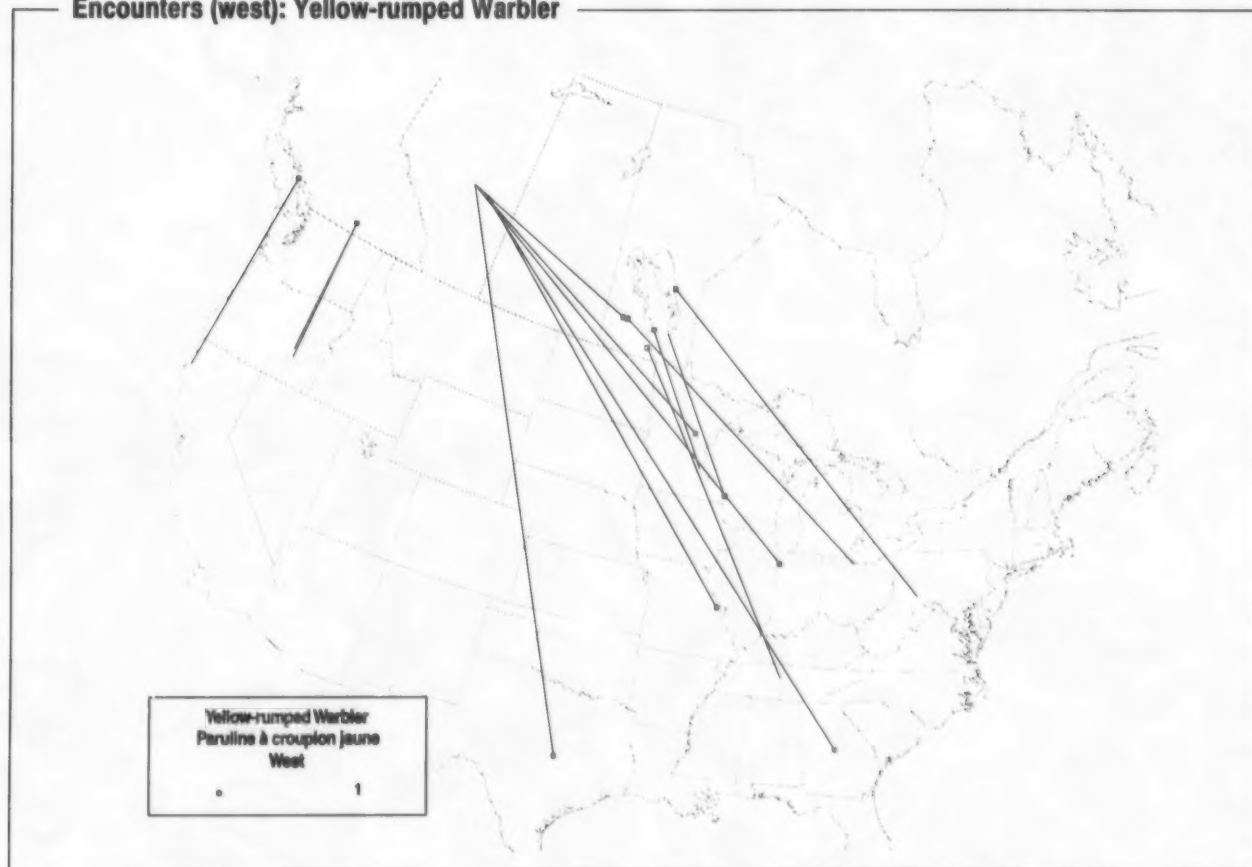 Encounters (west): Yellow-rumped Warbler
Yellow-rumped Warbler
Paruline à croupion jaune
West
1